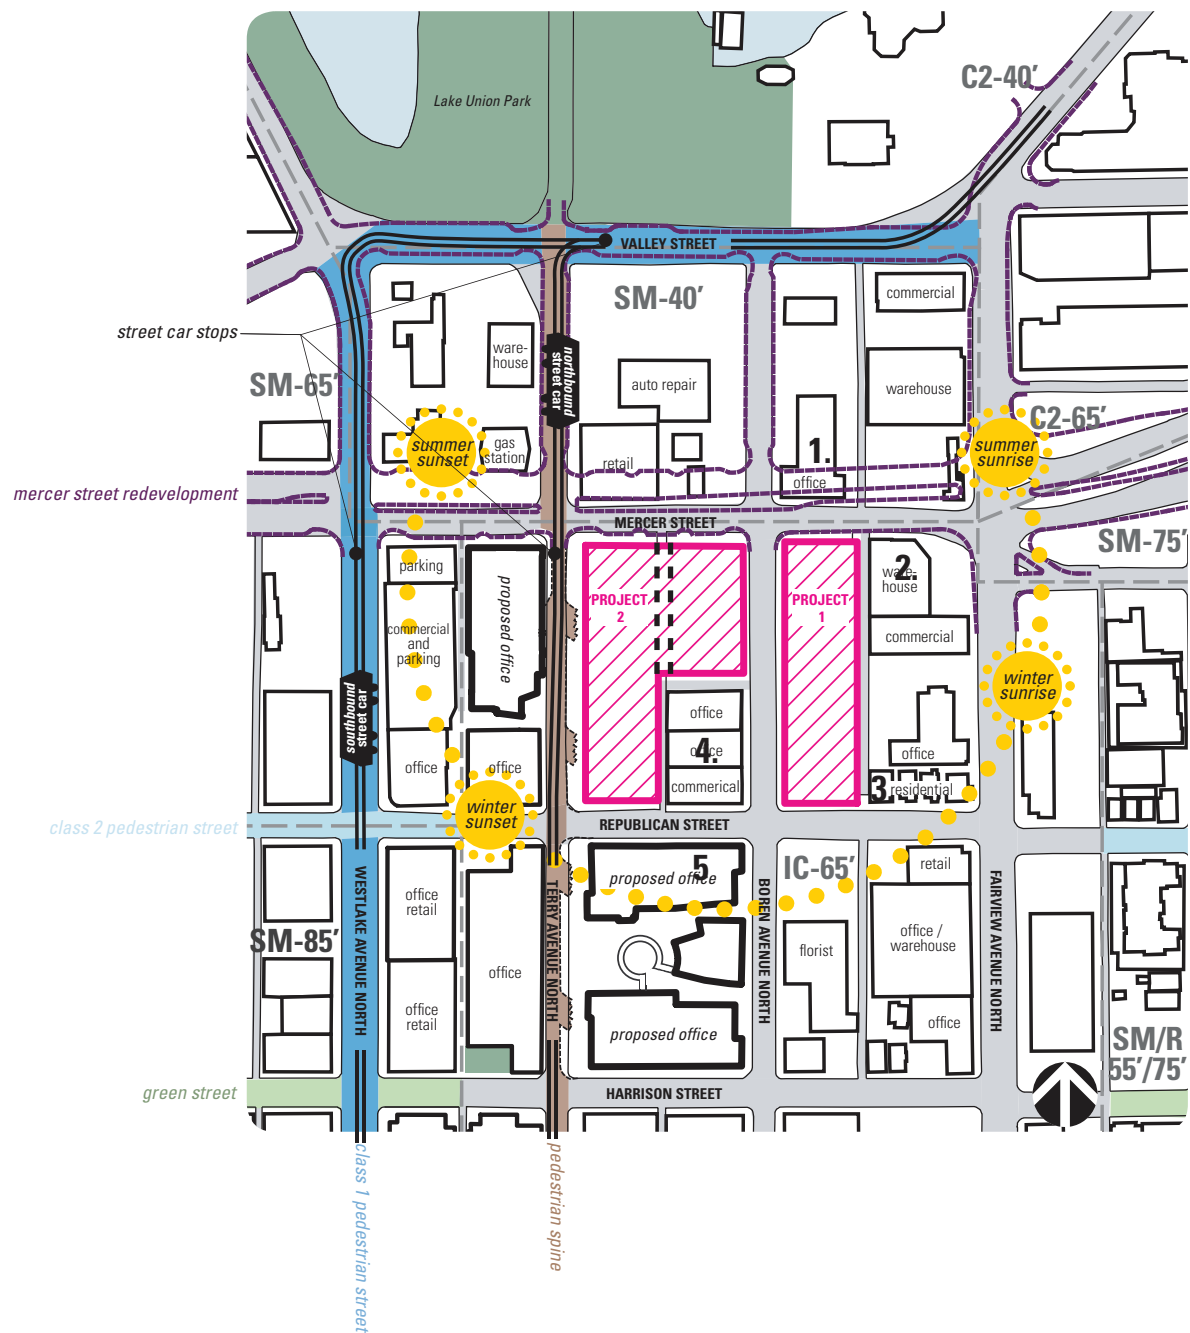 Lake Union Park
C2-40'
VALLEY STREET
SM-40'
commercial
street car stops
ware-
house
northbound
street car
auto repair
warehouse
SM-65'
C2-65'
summer
sunset
gas
station
retail
1.
office
summer
sunrise
mercer street redevelopment
MERCER STREET
SM-75'
parking
proposed office
2.
ware-
house
PROJECT
2
PROJECT
1
commercial
and
parking
commercial
winter
sunrise
southbound
street car
office
office
office
4.
office
office
commerical
3
residential
winter
sunset
class 2 pedestrian street
REPUBLICAN STREET
5
proposed office
IC-65'
retail
WESTLAKE AVENUE NORTH
TERRY AVENUE NORTH
BOREN AVENUE NORTH
FAIRVIEW AVENUE NORTH
office
retail
SM-85'
office
florist
office /
warehouse
office
retail
proposed office
office
SM/R
55'/75'
green street
HARRISON STREET
class 1 pedestrian street
pedestrian spine